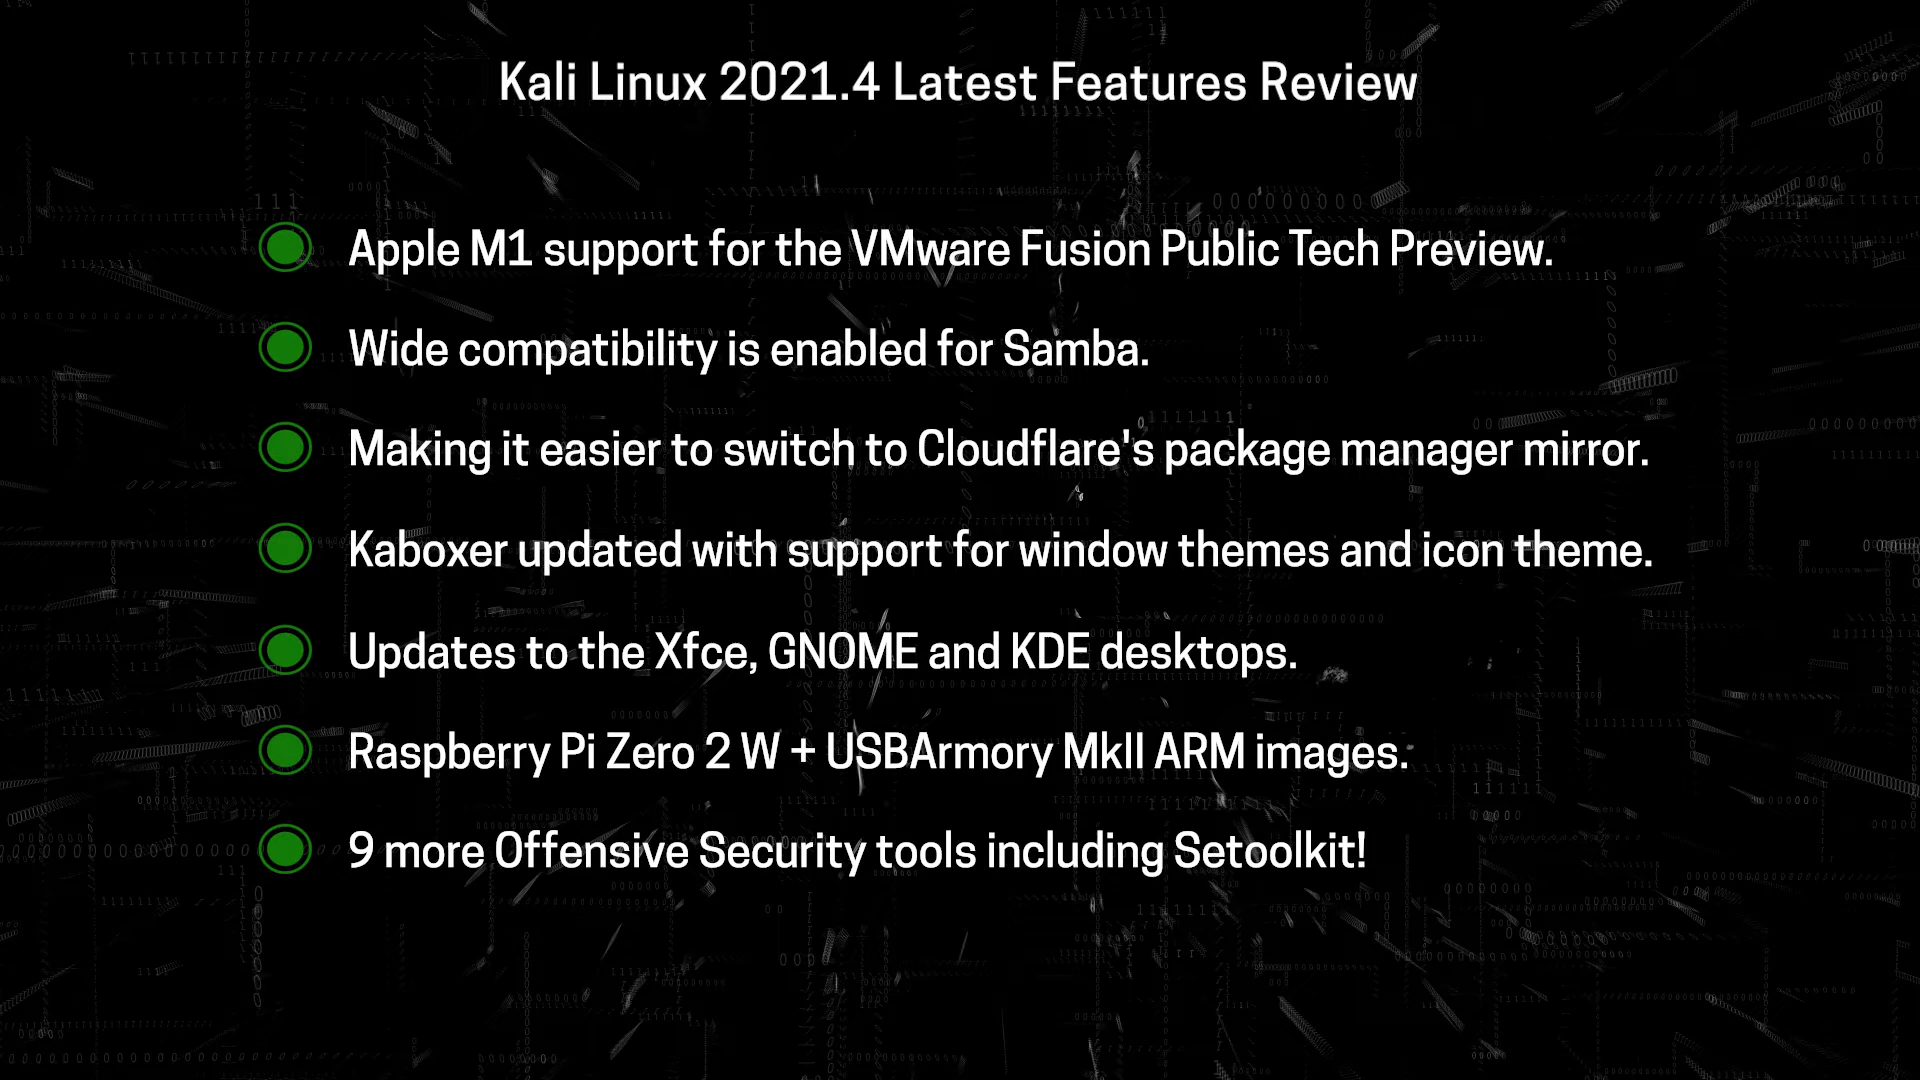 Kali Linux 2021.4 Latest Features Review
Apple M1 support for the VMware Fusion Public Tech Preview.
Wide compatibility is enabled for Samba.
Making it easier to switch to Cloudflare's package manager mirror.
Kaboxer updated with support for window themes and icon theme.
Updates to the Xfce, GNOME and KDE desktops.
Raspberry Pi Zero 2 W + USBArmory MkII ARM images.
9 more Offensive Security tools including Setoolkit!